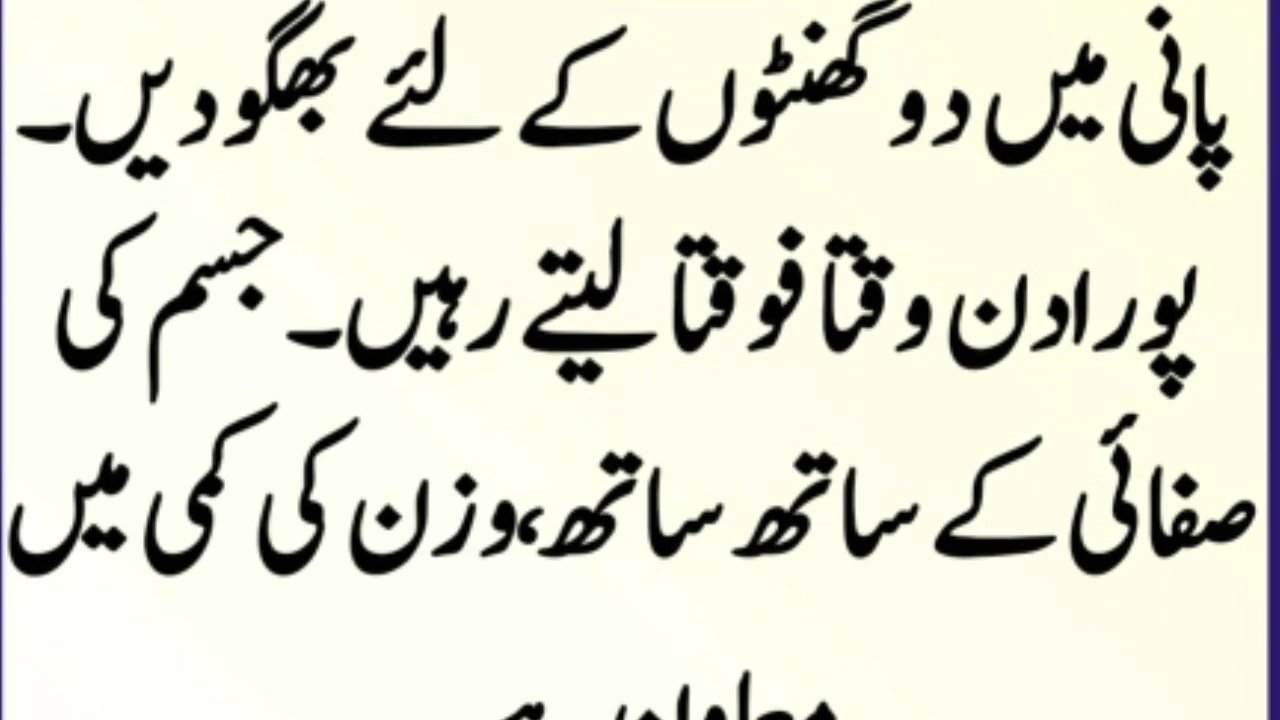 پانی میں دو گھنٹوں کے لئے بھگو دیں۔
پورا دن وقتا فوقتا لیتے رہیں۔ جسم کی
صفائی کے ساتھ ساتھ، وزن کی کمی میں